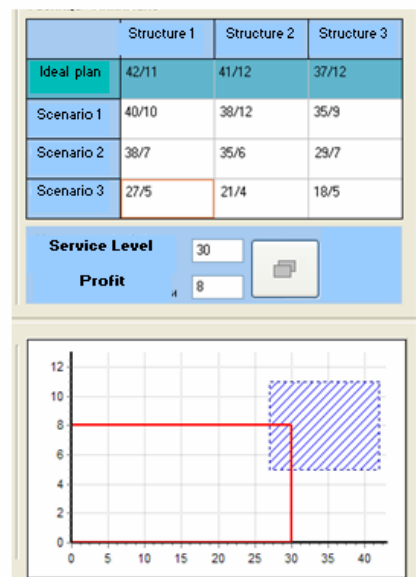 Structure 1 Structure 2 Structure 3
Ideal plan 42/11 41/12 37/12
Scenario 1 40/10 38/12 35/9
Scenario 2 38/7 35/6 29/7
Scenario 3 27/5 21/4 18/5
Service Level 30
Profit 8
12
10
8
6
4
2
0
0 5 10 15 20 25 30 35 40